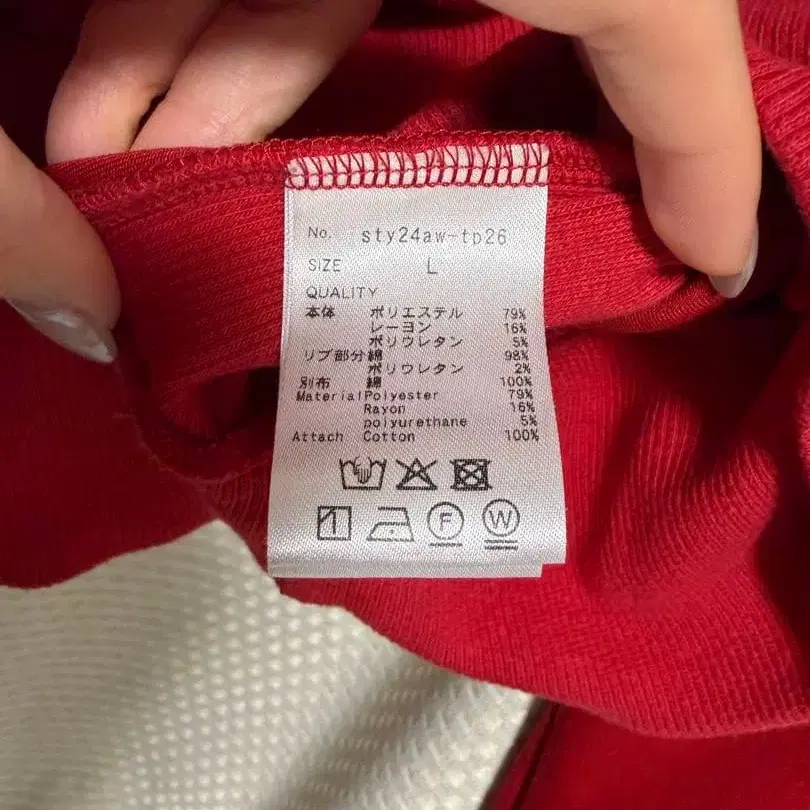 No. sty24aw-tp26
SIZE L
QUALITY
本体 ポリエステル 79%
レーヨン 16%
ポリウレタン 5%
リブ部分 綿 98%
ポリウレタン 2%
別布 綿 100%
Material Polyester 79%
Rayon 16%
polyurethane 5%
Attach Cotton 100%
F W